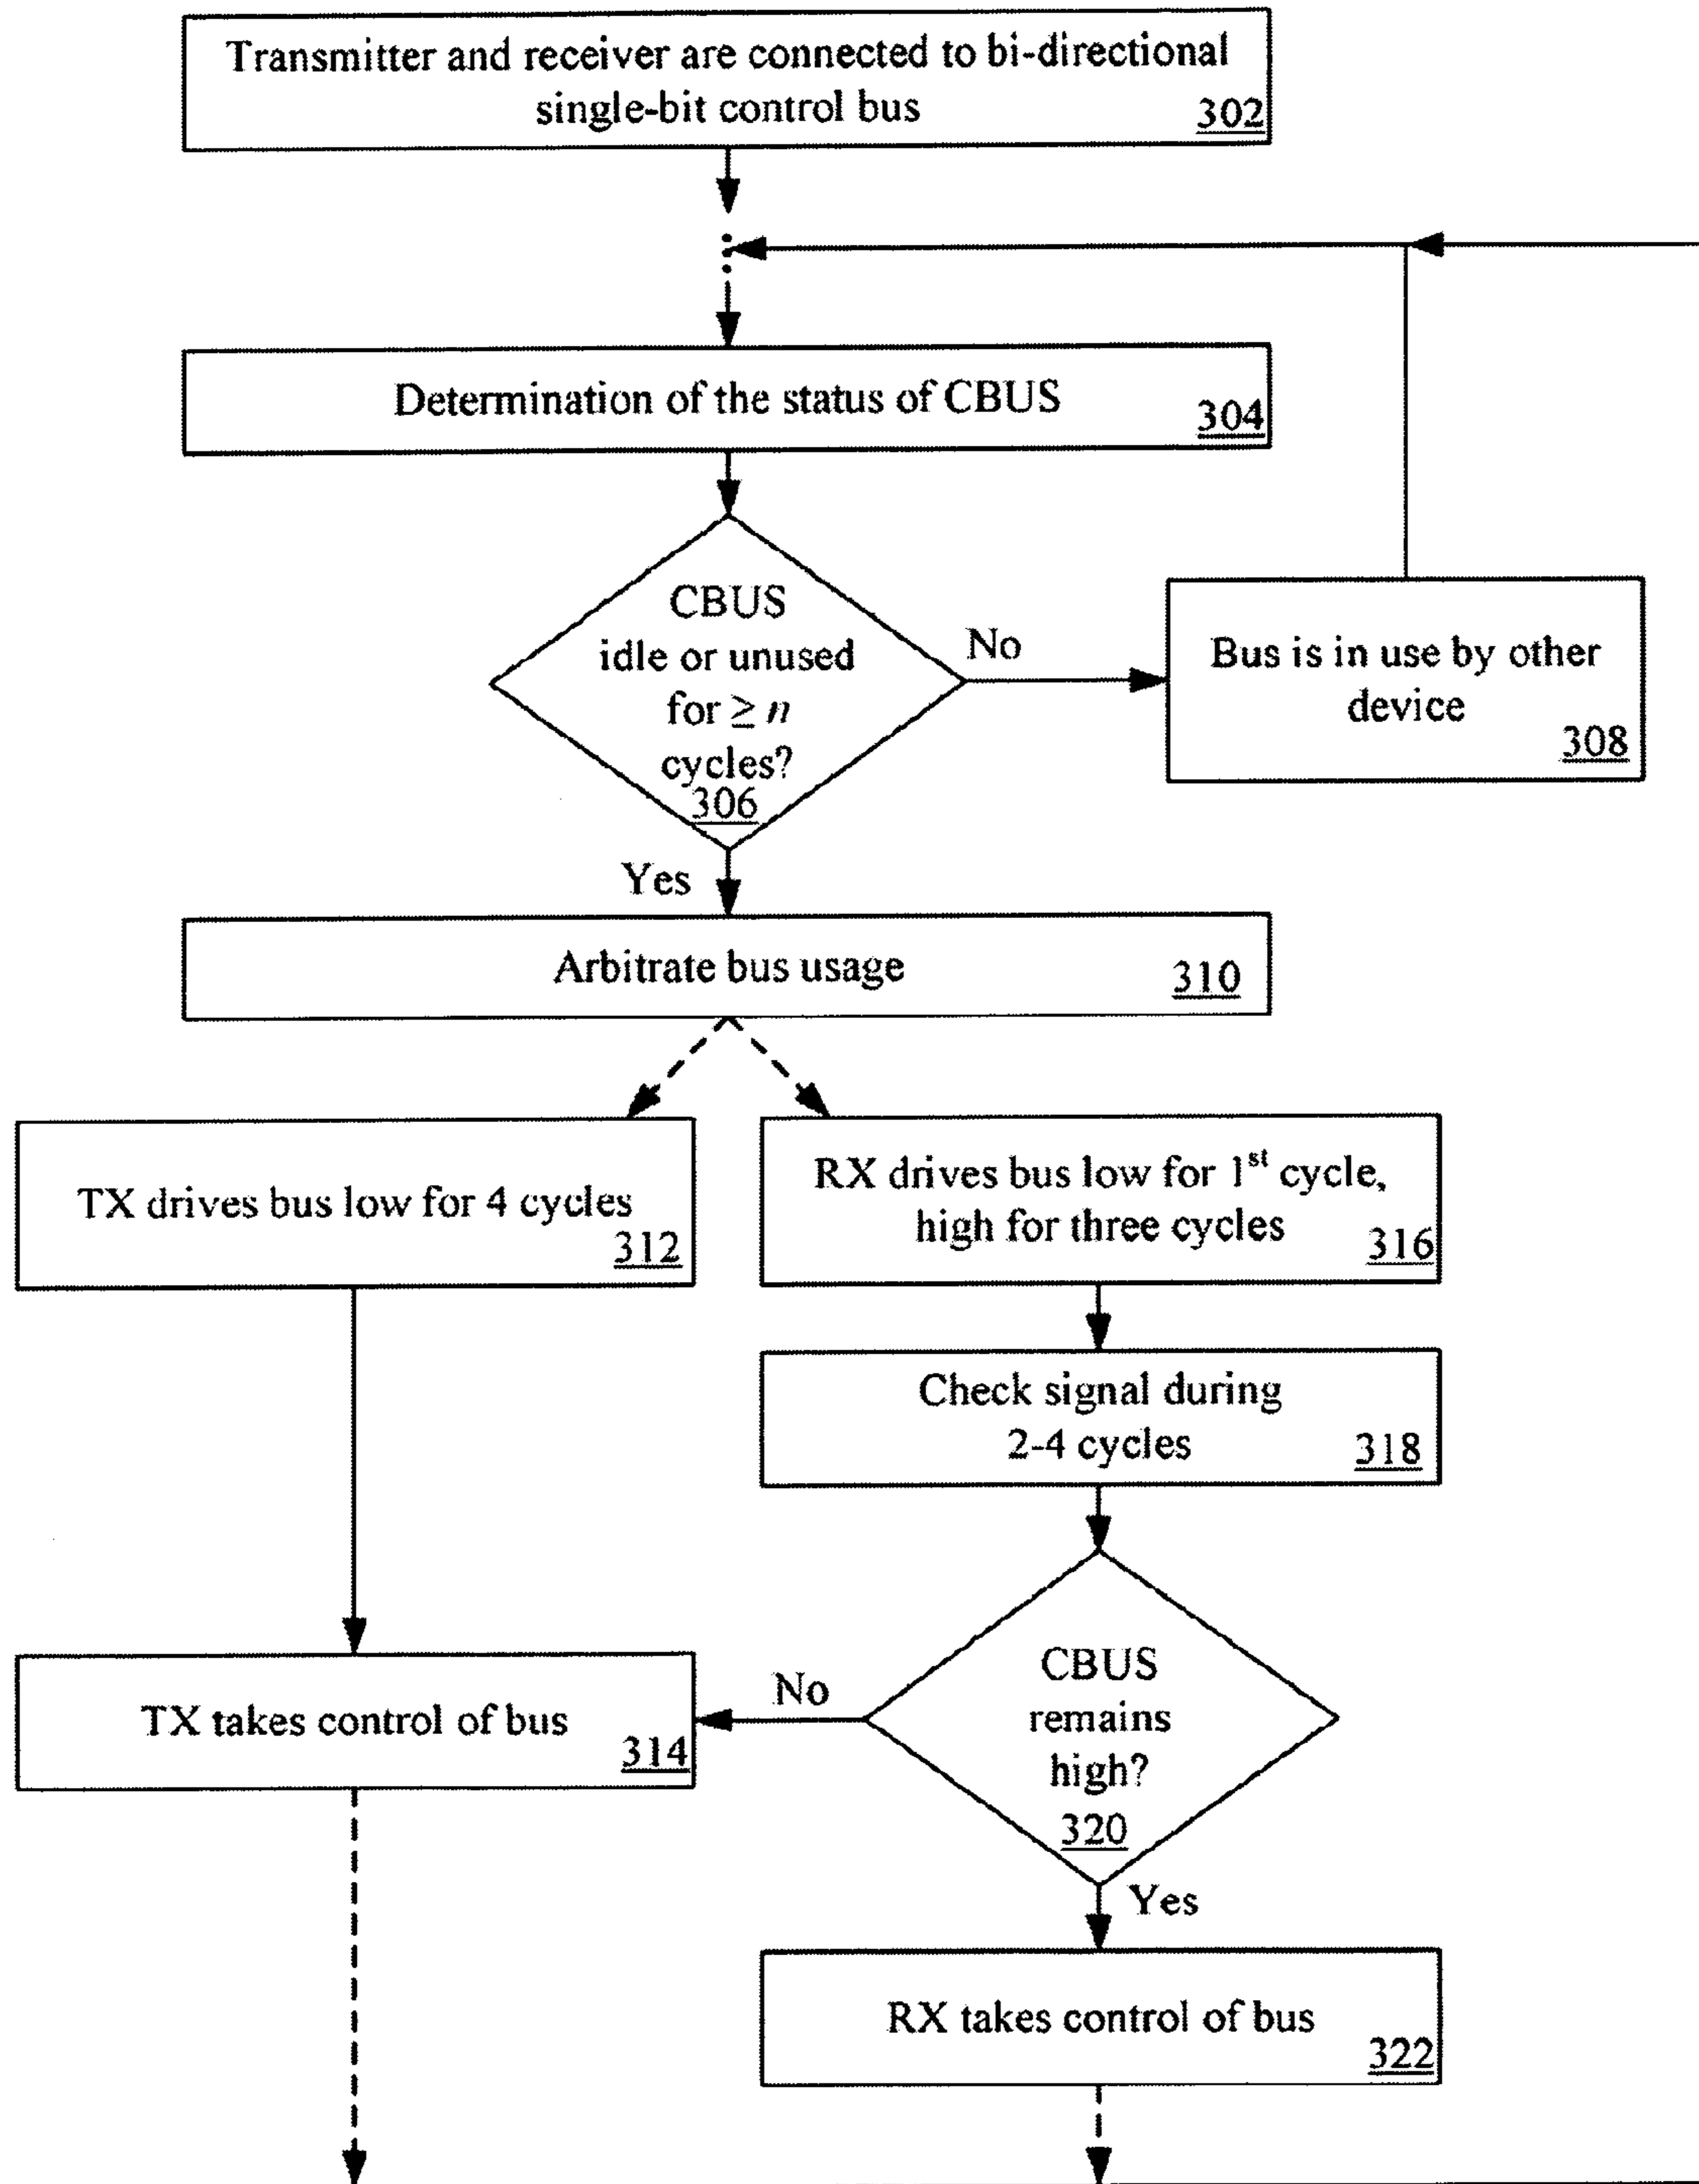 Transmitter and receiver are connected to bi-directional
single-bit control bus
302
Determination of the status of CBUS
304
CBUS
idle or unused
for ≥ n
cycles?
306
No
Bus is in use by other
device
308
Yes
Arbitrate bus usage
310
TX drives bus low for 4 cycles
312
RX drives bus low for 1st cycle,
high for three cycles
316
Check signal during
2-4 cycles
318
CBUS
remains
high?
320
No
TX takes control of bus
314
Yes
RX takes control of bus
322